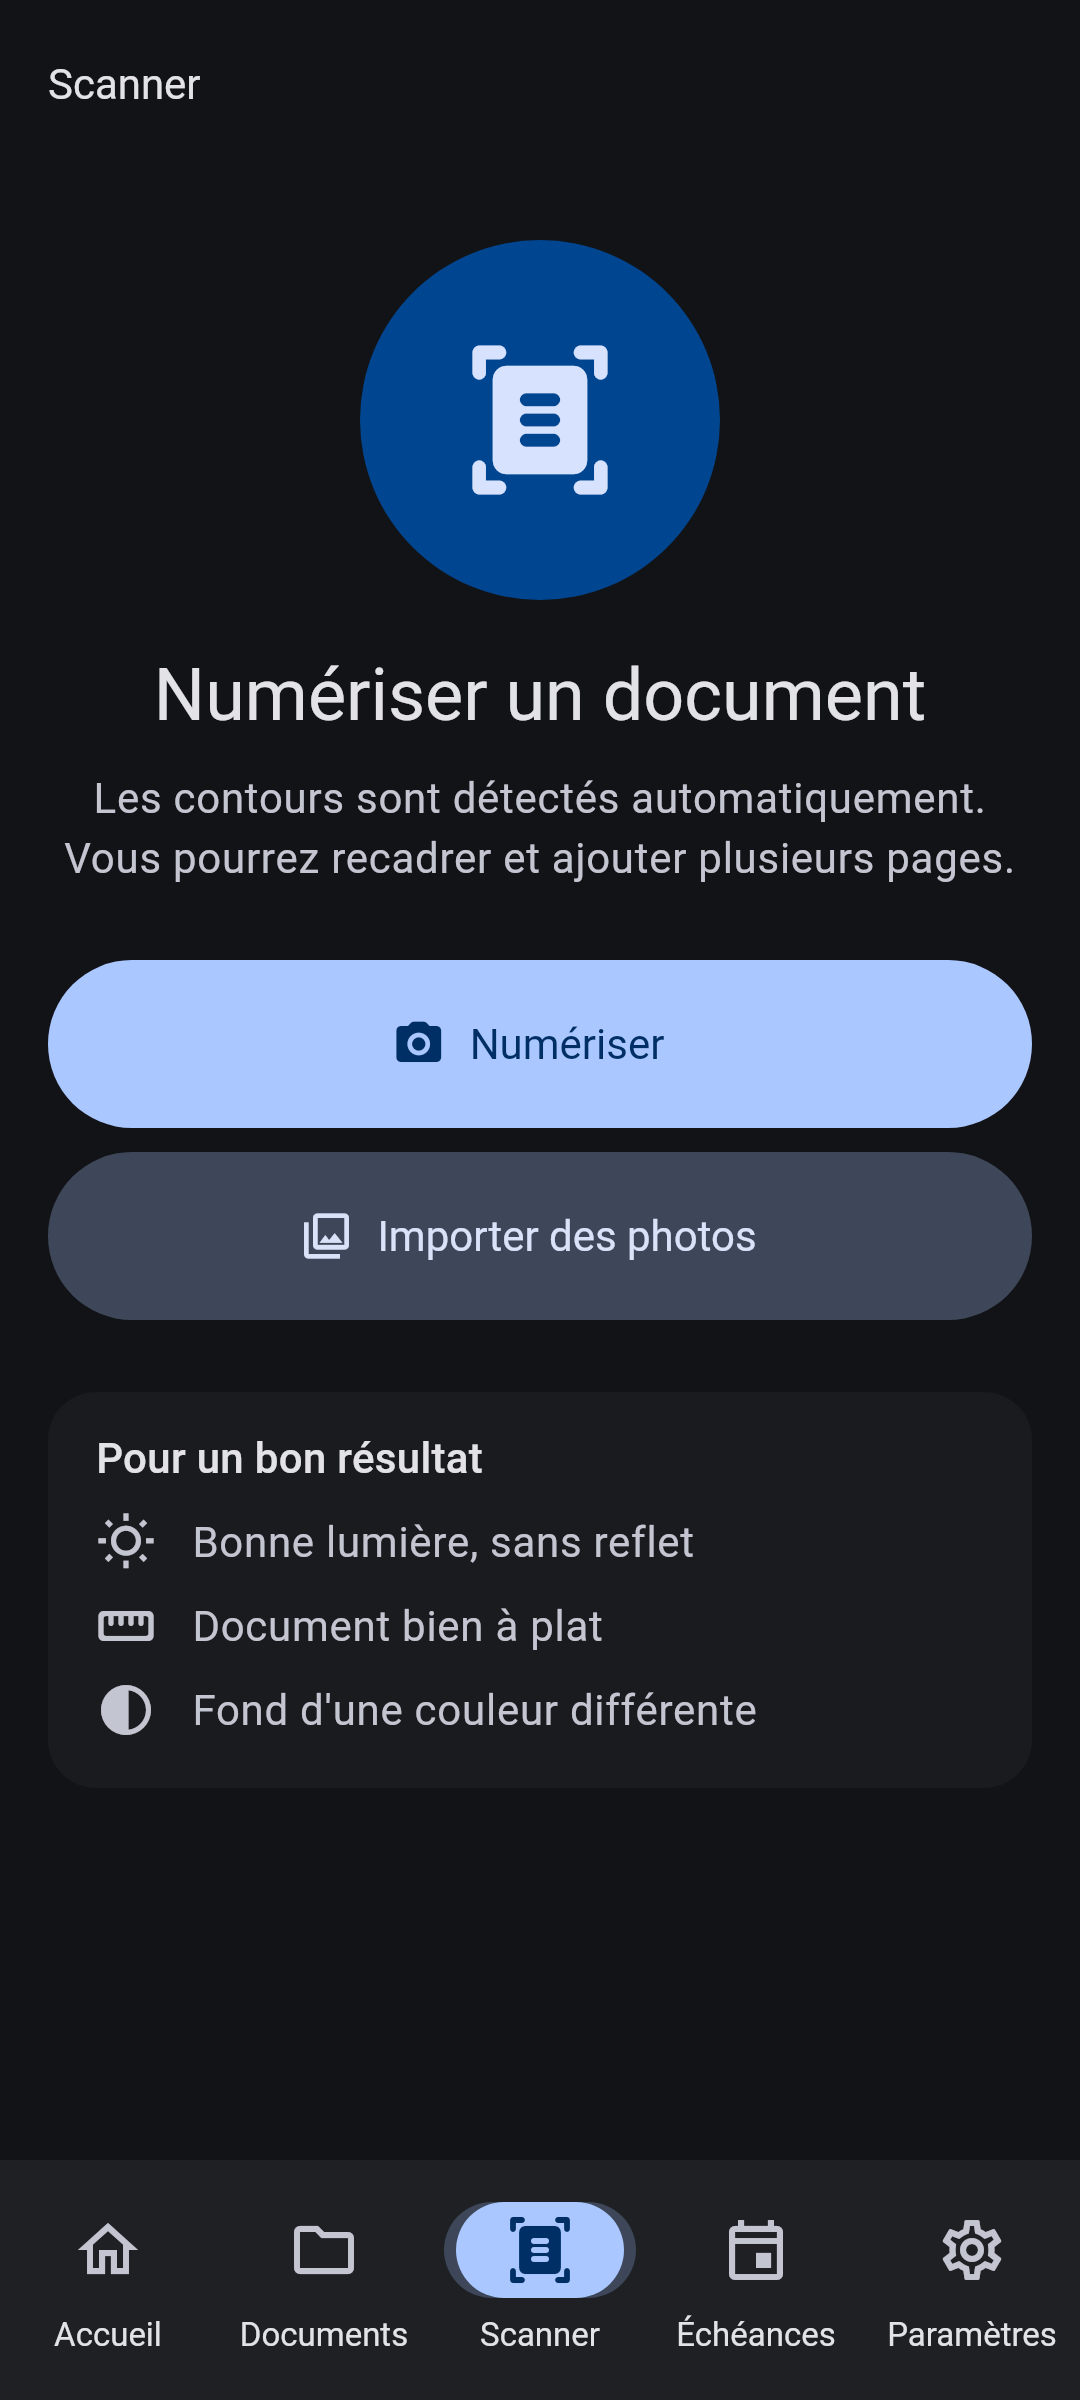 Scanner
Numériser un document
Les contours sont détectés automatiquement.
Vous pourrez recadrer et ajouter plusieurs pages.
Numériser
Importer des photos
Pour un bon résultat
Bonne lumière, sans reflet
Document bien à plat
Fond d'une couleur différente
Accueil
Documents
Scanner
Échéances
Paramètres